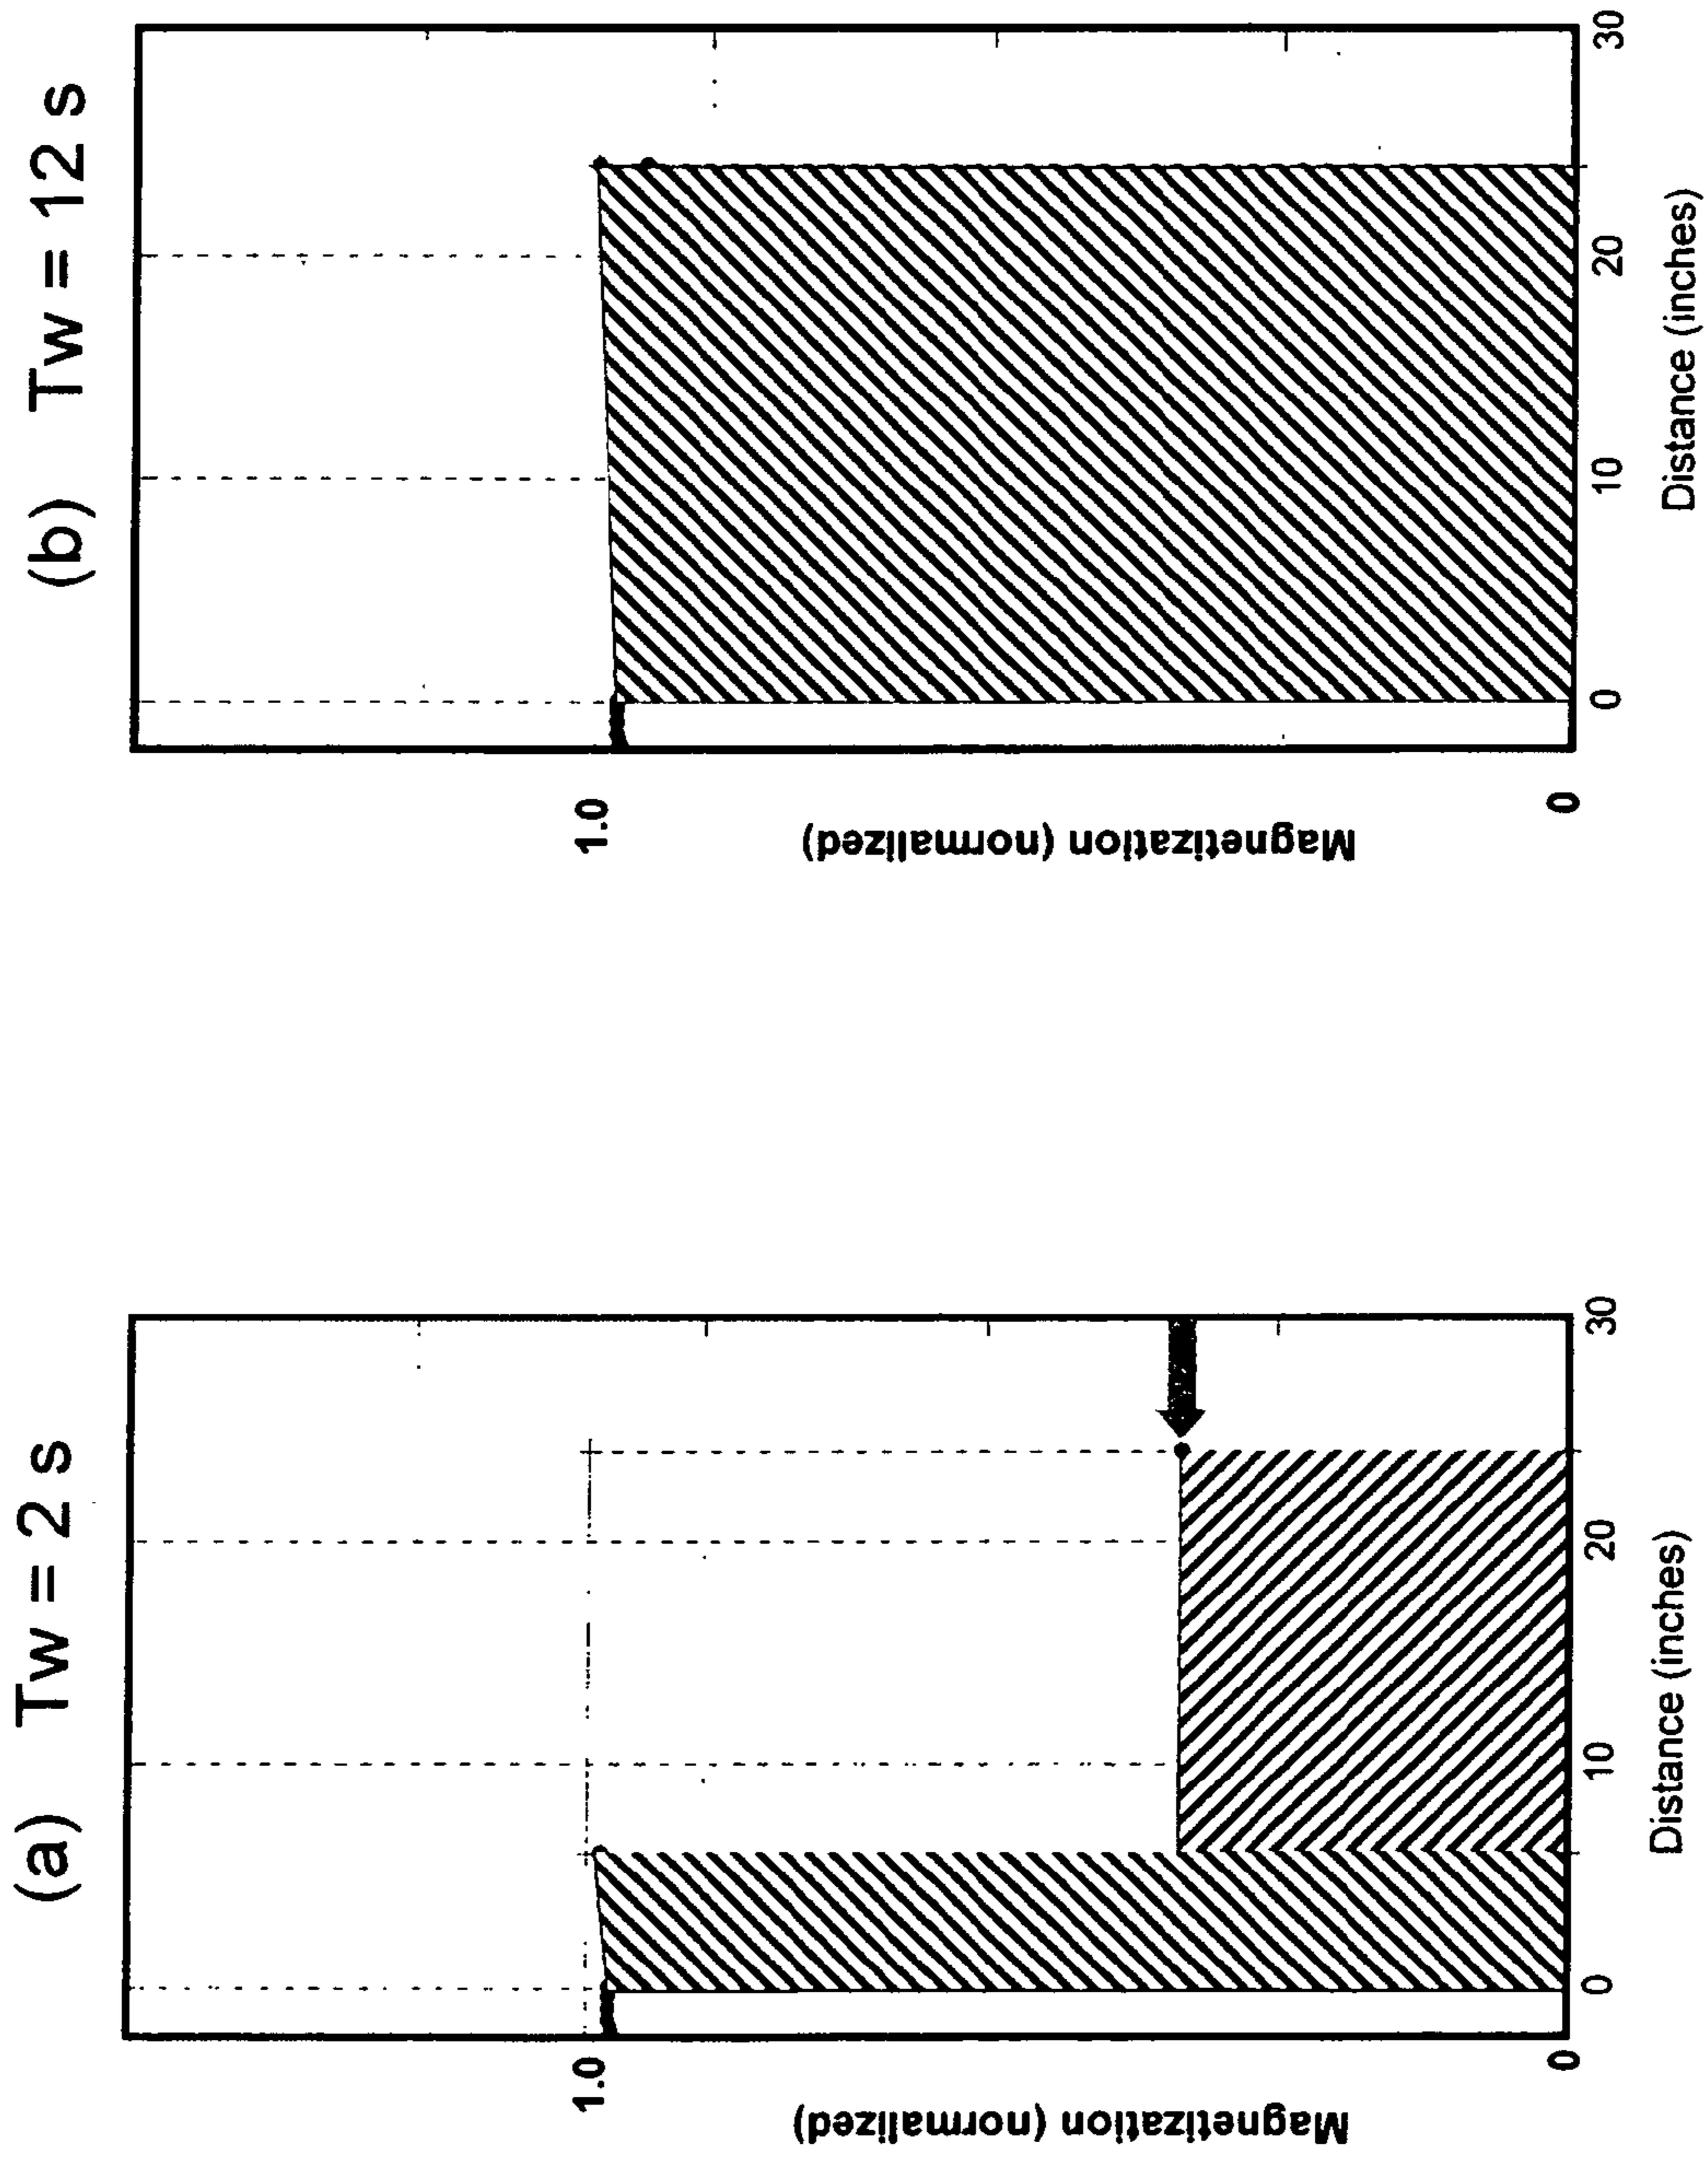 (a) Tw = 2 s
1.0
0
Magnetization (normalized)
0
10
20
30
Distance (inches)
(b) Tw = 12 s
1.0
0
Magnetization (normalized)
0
10
20
30
Distance (inches)